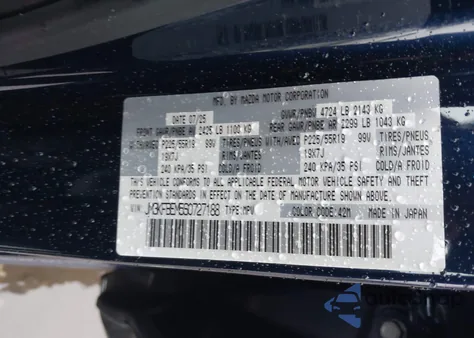 MFD. BY MAZDA MOTOR CORPORATION
DATE 07/25 GVWR/PNBV 4724 LB 2143 KG
FRONT GAWR/PNBE AV 2425 LB 1100 KG REAR GAWR/PNBE AR 2299 LB 1043 KG
TIRES/PNEUS P225/55R19 99V TIRES/PNEUS P225/55R19 99V
19X7J RIMS/JANTES 19X7J RIMS/JANTES
240 KPA/35 PSI COLD/A FROID 240 KPA/35 PSI COLD/A FROID
THIS VEHICLE CONFORMS TO ALL APPLICABLE FEDERAL MOTOR VEHICLE SAFETY, BUMPER, AND THEFT
PREVENTION STANDARDS IN EFFECT ON THE DATE OF MANUFACTURE SHOWN ABOVE.
TYPE:MPV COLOR CODE:42M MADE IN JAPAN